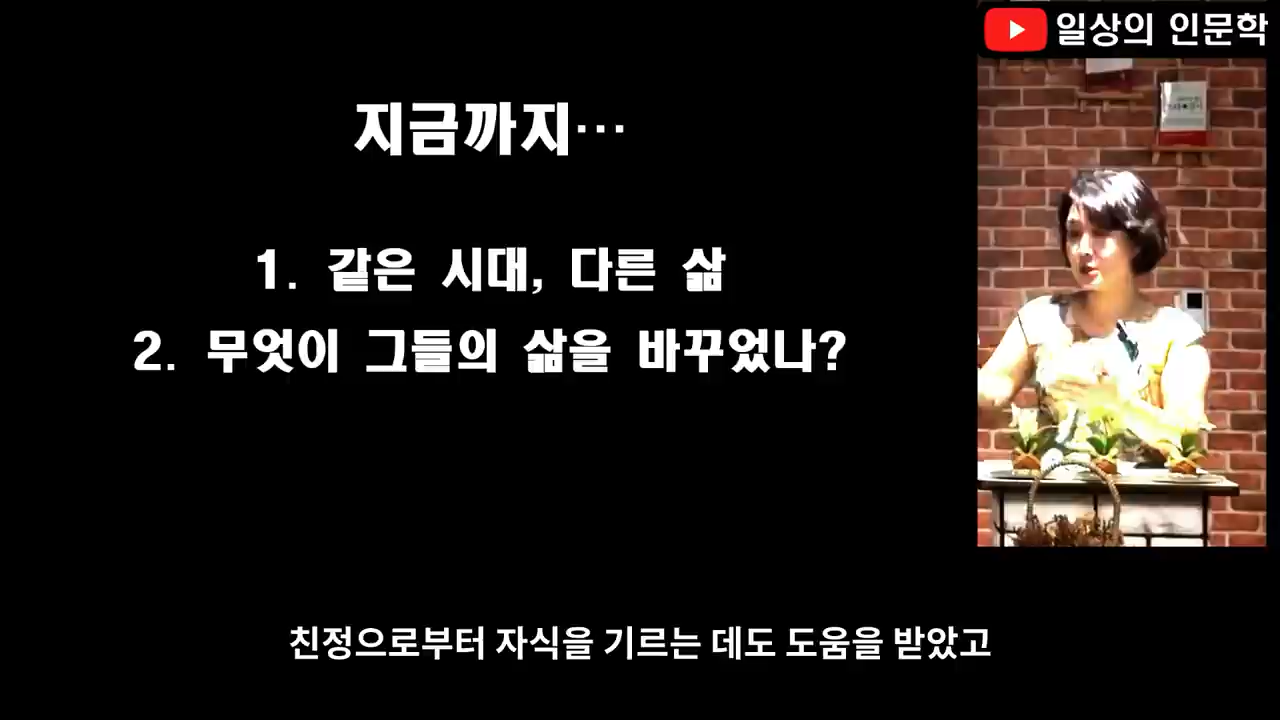 일상의 인문학
지금까지…
1. 같은 시대, 다른 삶
2. 무엇이 그들의 삶을 바꾸었나?
친정으로부터 자식을 기르는 데도 도움을 받았고